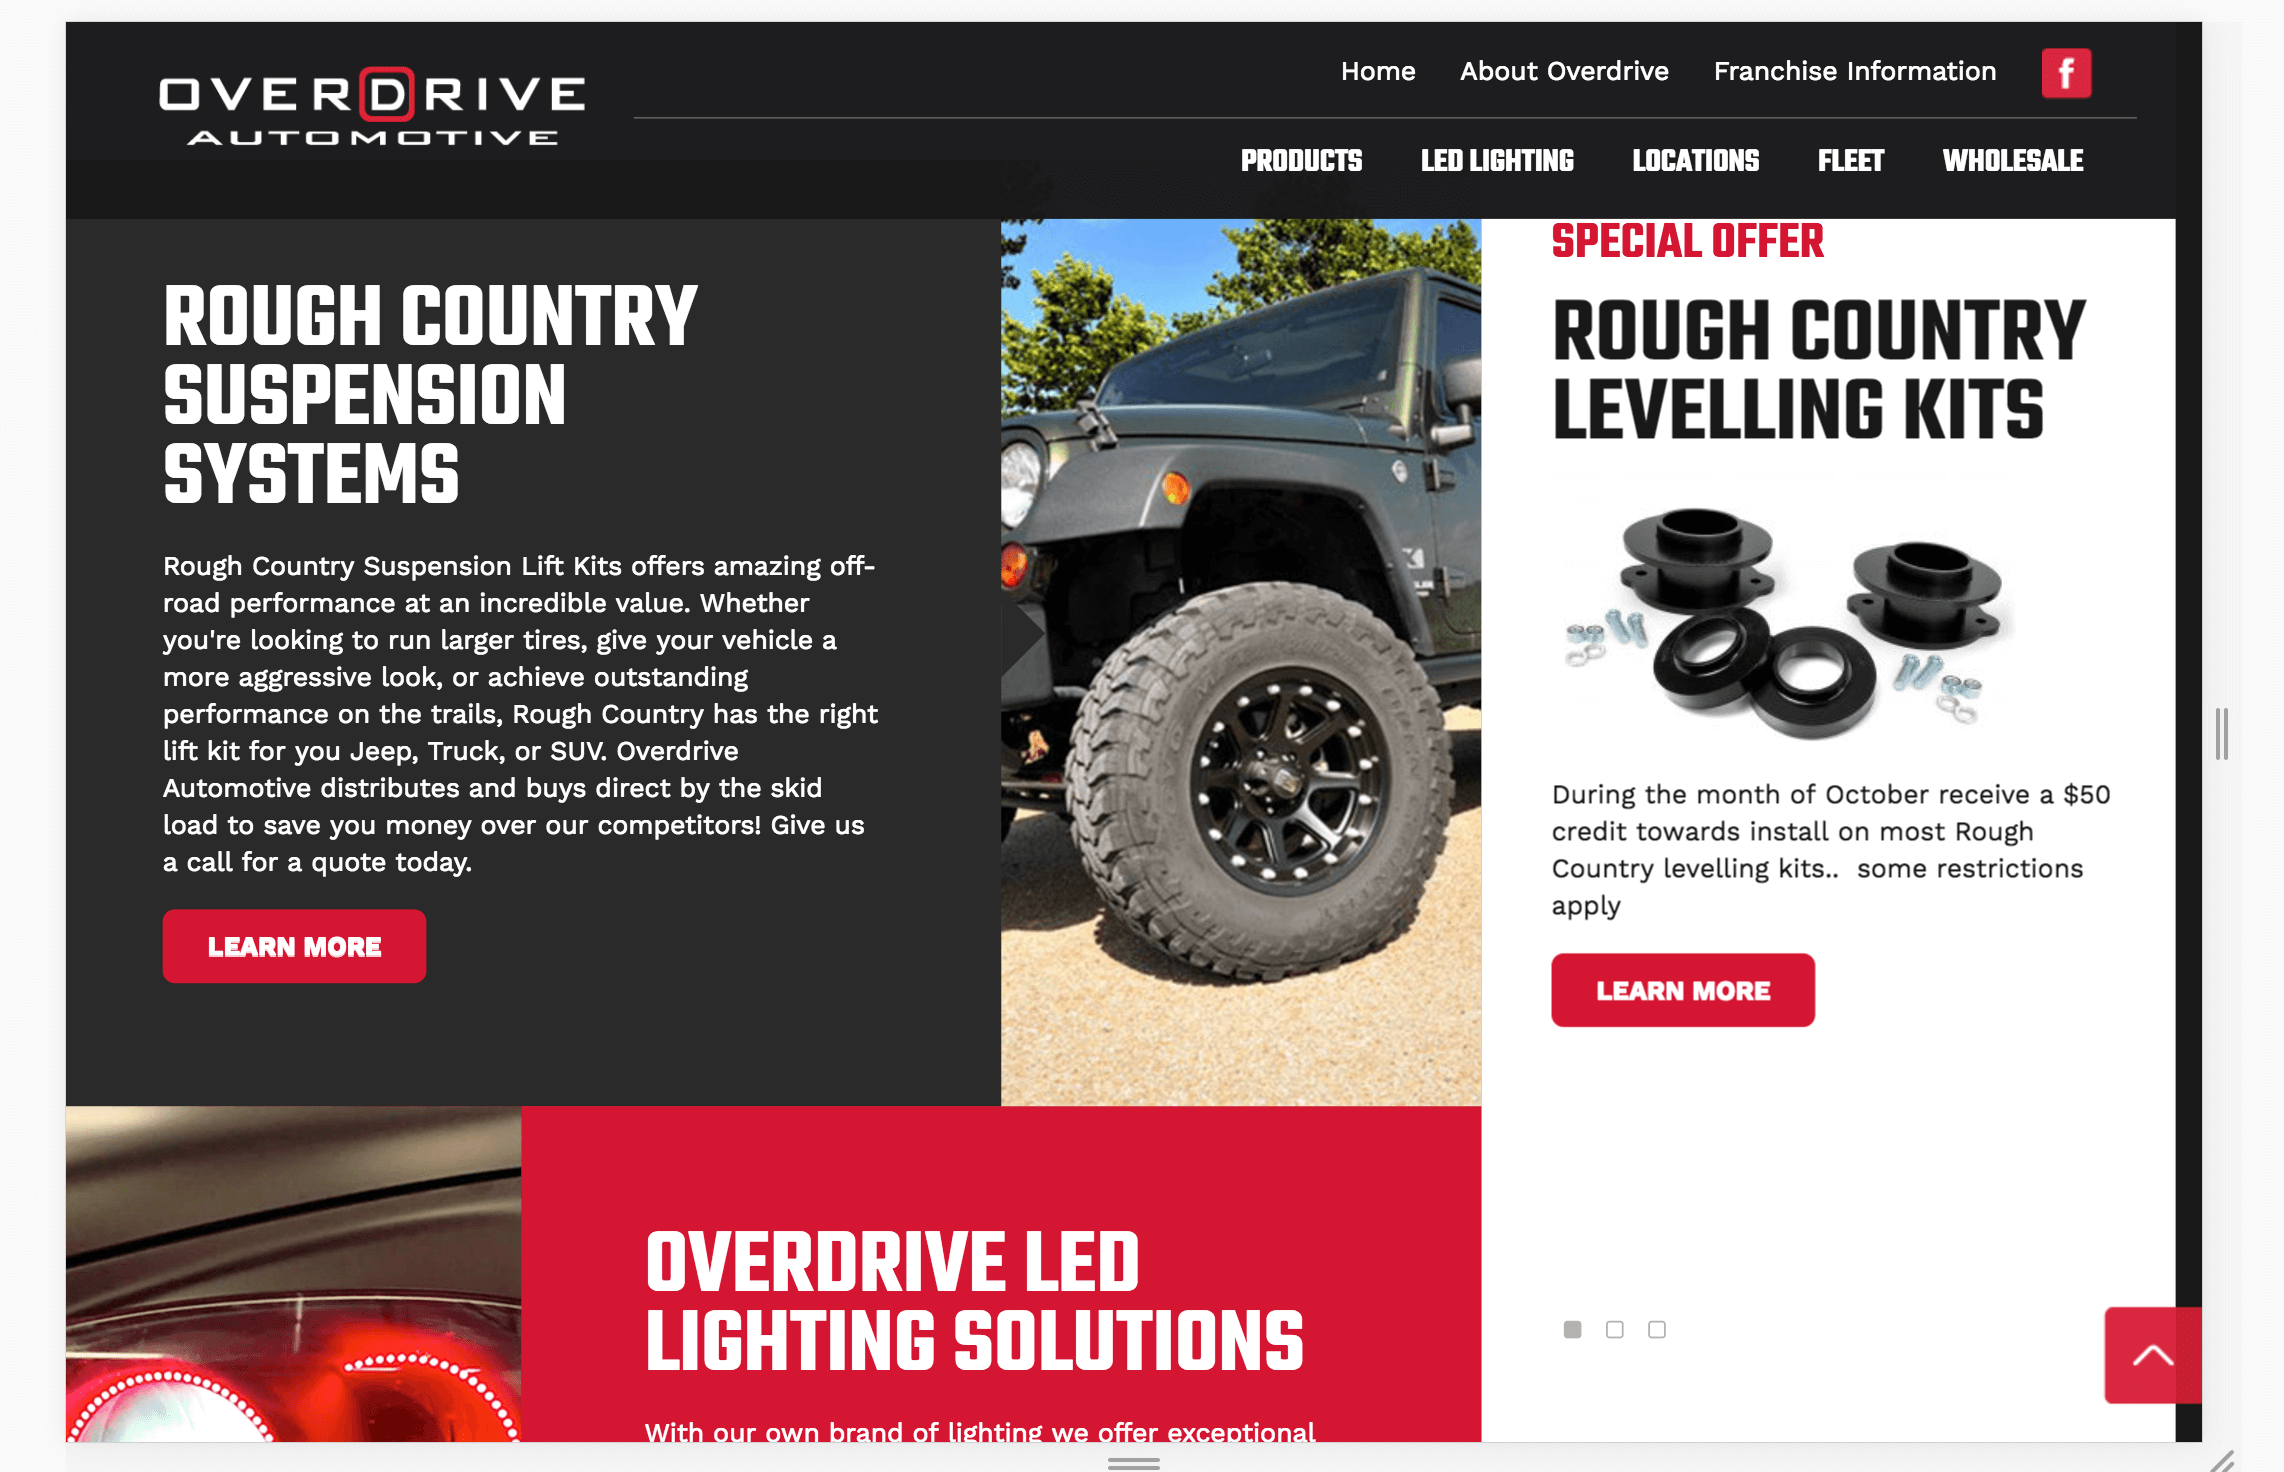 OVERDRIVE
AUTOMOTIVE
Home About Overdrive Franchise Information f
PRODUCTS LED LIGHTING LOCATIONS FLEET WHOLESALE
ROUGH COUNTRY
SUSPENSION
SYSTEMS
Rough Country Suspension Lift Kits offers amazing off-
road performance at an incredible value. Whether
you're looking to run larger tires, give your vehicle a
more aggressive look, or achieve outstanding
performance on the trails, Rough Country has the right
lift kit for you Jeep, Truck, or SUV. Overdrive
Automotive distributes and buys direct by the skid
load to save you money over our competitors! Give us
a call for a quote today.
LEARN MORE
SPECIAL OFFER
ROUGH COUNTRY
LEVELLING KITS
During the month of October receive a $50
credit towards install on most Rough
Country levelling kits..  some restrictions
apply
LEARN MORE
OVERDRIVE LED
LIGHTING SOLUTIONS
With our own brand of lighting we offer exceptional